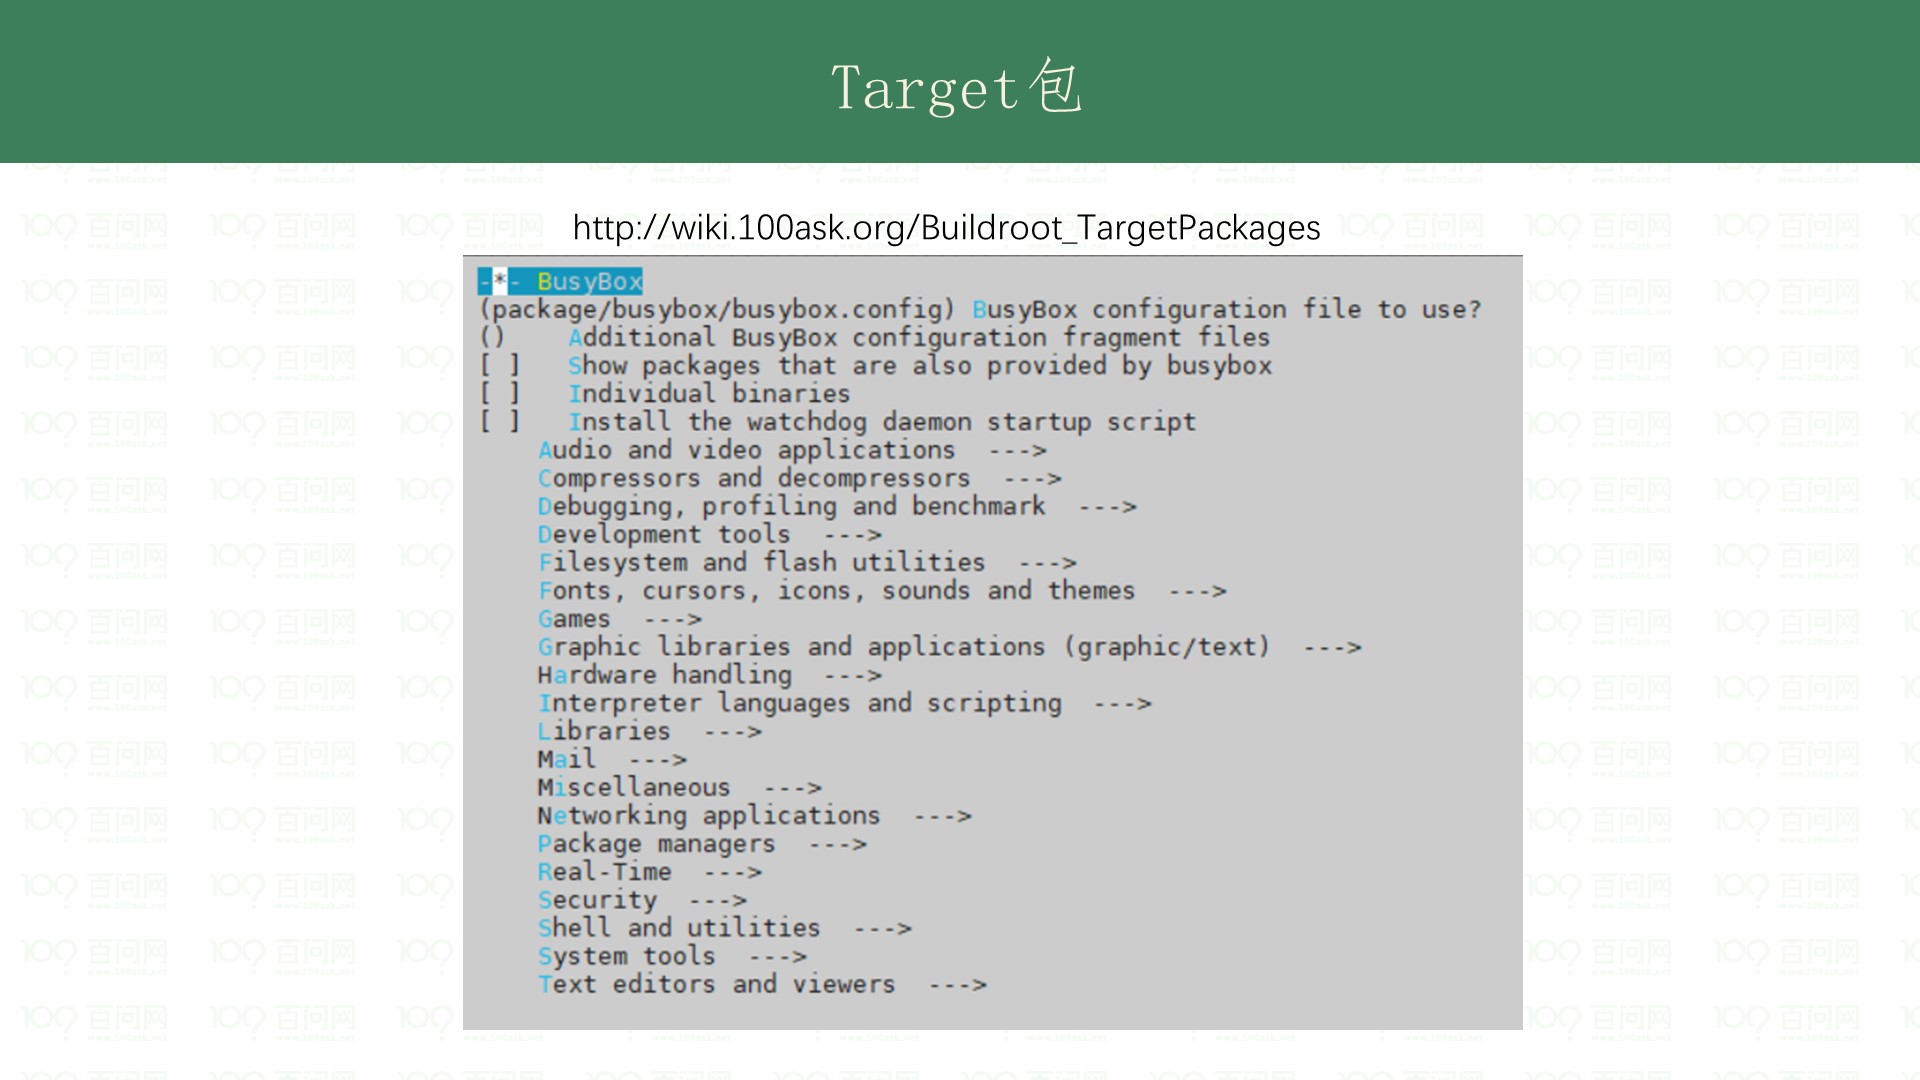 Target包
http://wiki.100ask.org/Buildroot_TargetPackages
-*- BusyBox
(package/busybox/busybox.config) BusyBox configuration file to use?
()    Additional BusyBox configuration fragment files
[ ]   Show packages that are also provided by busybox
[ ]   Individual binaries
[ ]   Install the watchdog daemon startup script
Audio and video applications  --->
Compressors and decompressors  --->
Debugging, profiling and benchmark  --->
Development tools  --->
Filesystem and flash utilities  --->
Fonts, cursors, icons, sounds and themes  --->
Games  --->
Graphic libraries and applications (graphic/text)  --->
Hardware handling  --->
Interpreter languages and scripting  --->
Libraries  --->
Mail  --->
Miscellaneous  --->
Networking applications  --->
Package managers  --->
Real-Time  --->
Security  --->
Shell and utilities  --->
System tools  --->
Text editors and viewers  --->